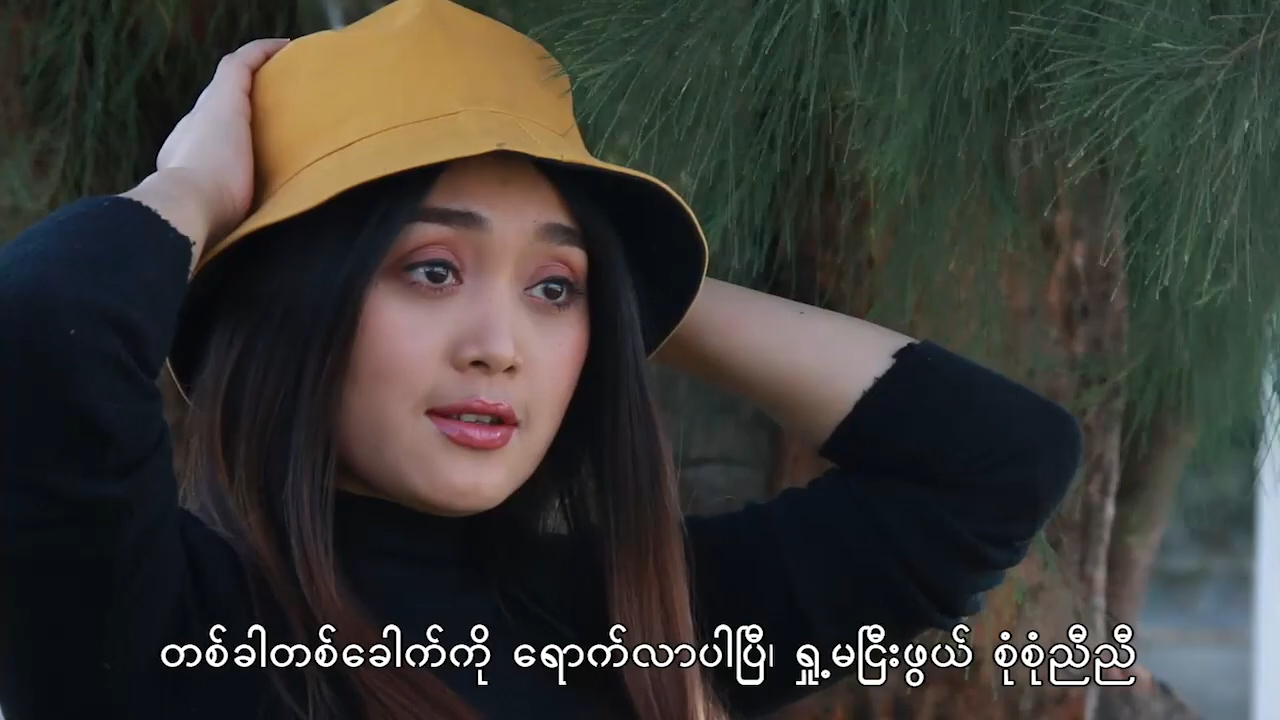 တစ်ခါတစ်ခေါက်ကို ရောက်လာပါပြီ၊ ရှု့မငြီးဖွယ် စုံစုံညီညီ